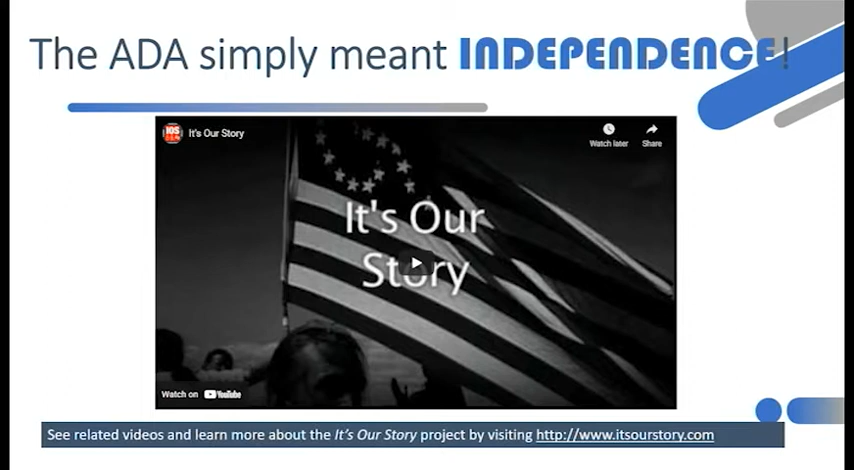 The ADA simply meant INDEPENDENCE!
IOS
It's Our Story
Watch later
Share
It's Our
Story
Watch on YouTube
See related videos and learn more about the It's Our Story project by visiting http://www.itsourstory.com